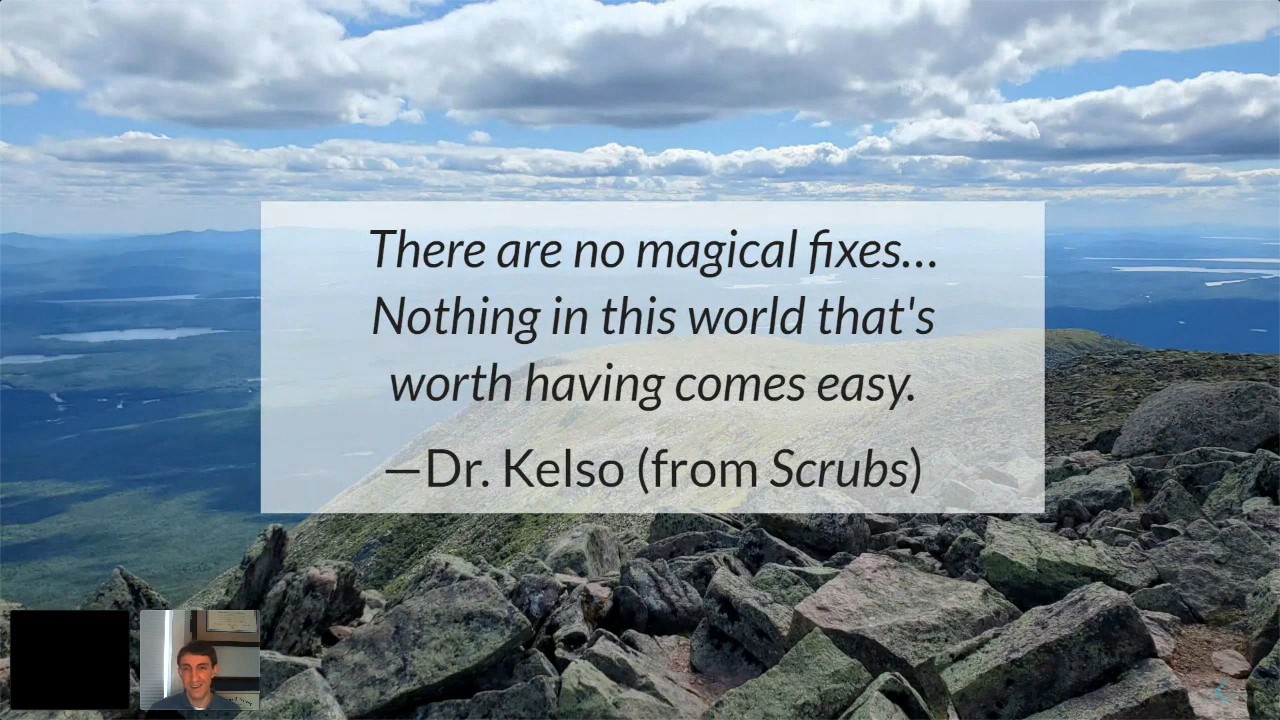 There are no magical fixes...
Nothing in this world that's
worth having comes easy.
—Dr. Kelso (from Scrubs)